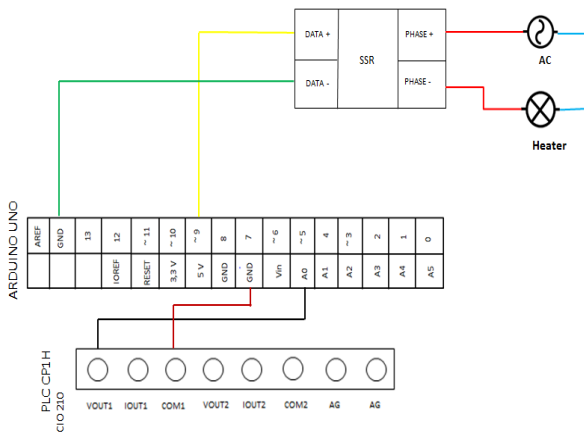 DATA +
SSR
PHASE +
DATA -
PHASE -
AC
Heater
ARDUINO UNO
AREF GND 13 12 ~ 11 ~ 10 ~ 9 8 7 ~ 6 ~ 5 4 ~ 3 2 1 0
IOREF RESET 3,3 V 5 V GND GND Vin A0 A1 A2 A3 A4 A5
PLC CP1H
CIO 210
VOUT1 IOUT1 COM1 VOUT2 IOUT2 COM2 AG AG